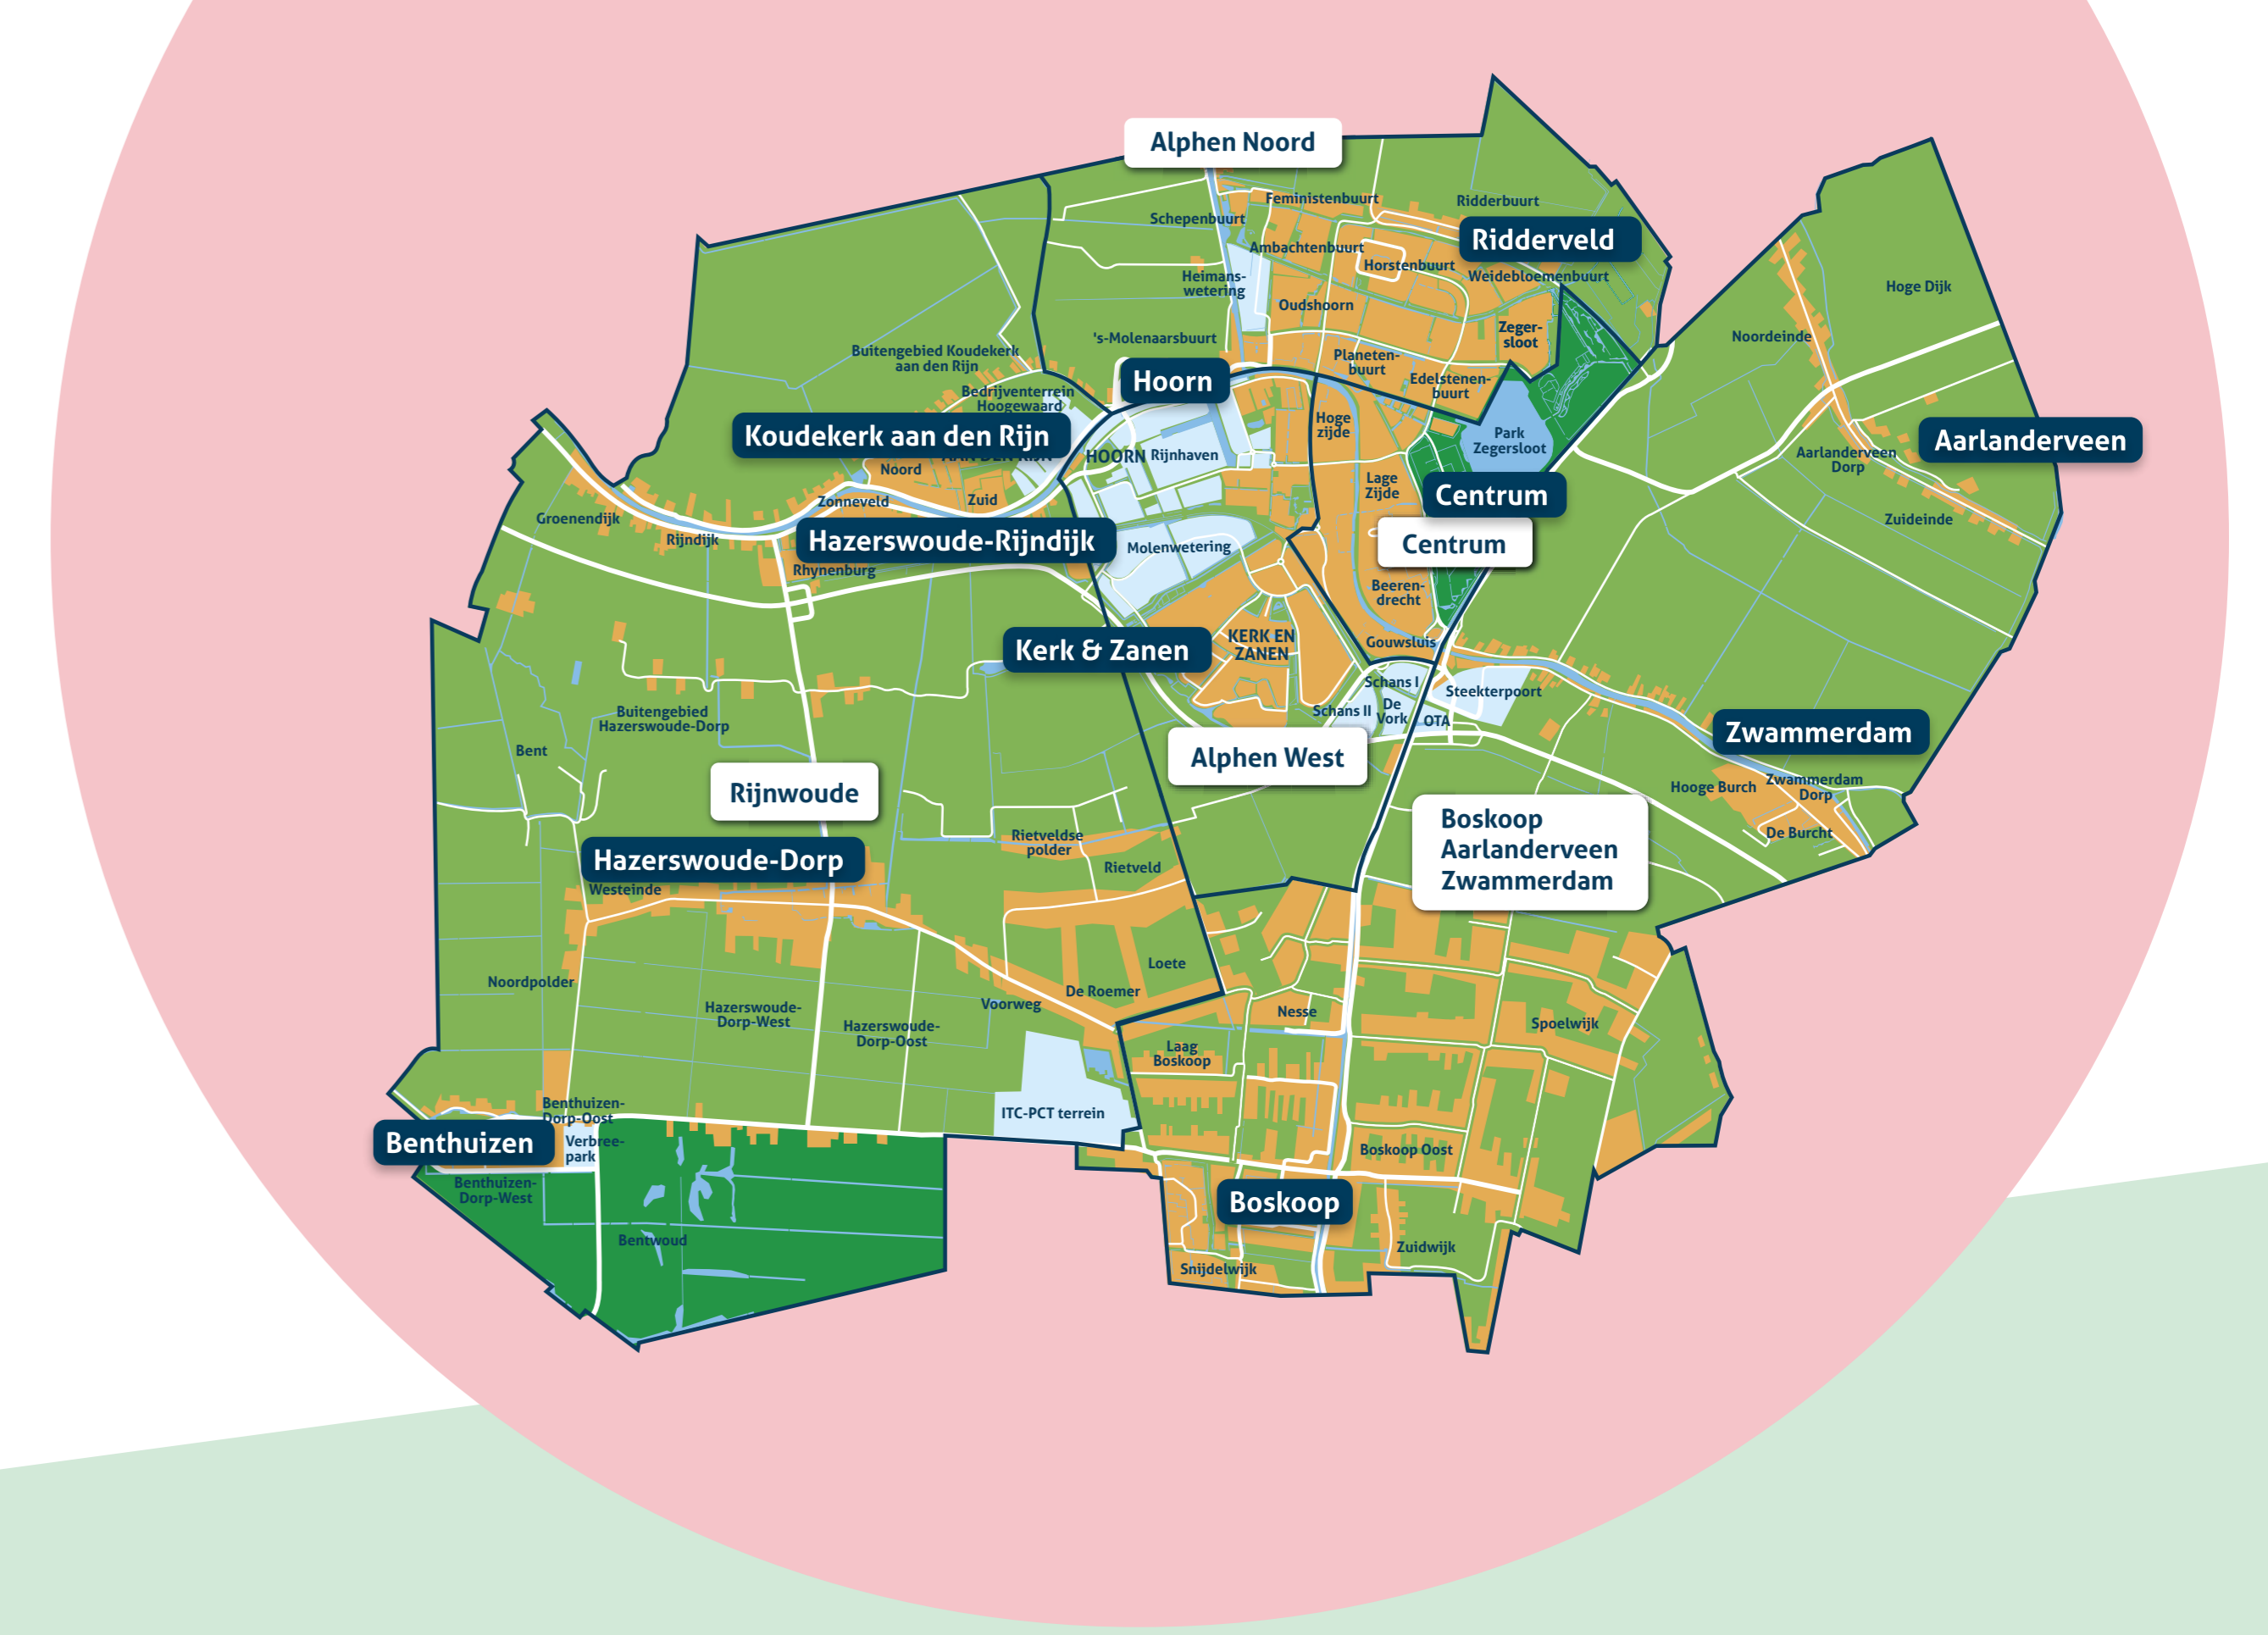 Alphen Noord
Feministenbuurt
Ridderbuurt
Schepenbuurt
Ridderveld
Ambachtenbuurt
Horstenbuurt
Weidebloemenbuurt
Heimans-
wetering
Oudshoorn
Hoge Dijk
Zeger-
sloot
Noordeinde
's-Molenaarsbuurt
Buitengebied Koudekerk
aan den Rijn
Planeten-
buurt
Edelstenen-
buurt
Hoorn
Bedrijventerrein
Hoogewaard
Hoge
zijde
Park
Zegersloot
Koudekerk aan den Rijn
AAN DEN RIJN
HOORN
Rijnhaven
Aarlanderveen
Aarlanderveen
Dorp
Noord
Lage
Zijde
Centrum
Zonneveld
Zuid
Groenendijk
Zuideinde
Rijndijk
Hazerswoude-Rijndijk
Molenwetering
Centrum
Rhynenburg
Beeren-
drecht
Kerk & Zanen
KERK EN
ZANEN
Gouwsluis
Schans I
Steekterpoort
Schans II
De
Vork
OTA
Buitengebied
Hazerswoude-Dorp
Bent
Zwammerdam
Alphen West
Rijnwoude
Hooge Burch
Zwammerdam
Dorp
De Burcht
Boskoop
Aarlanderveen
Zwammerdam
Rietveldse
polder
Rietveld
Hazerswoude-Dorp
Westeinde
Loete
Noordpolder
De Roemer
Voorweg
Hazerswoude-
Dorp-West
Hazerswoude-
Dorp-Oost
Nesse
Spoelwijk
Laag
Boskoop
Benthuizen-
Dorp-Oost
ITC-PCT terrein
Benthuizen
Verbree-
park
Boskoop Oost
Benthuizen-
Dorp-West
Boskoop
Bentwoud
Zuidwijk
Snijdelwijk